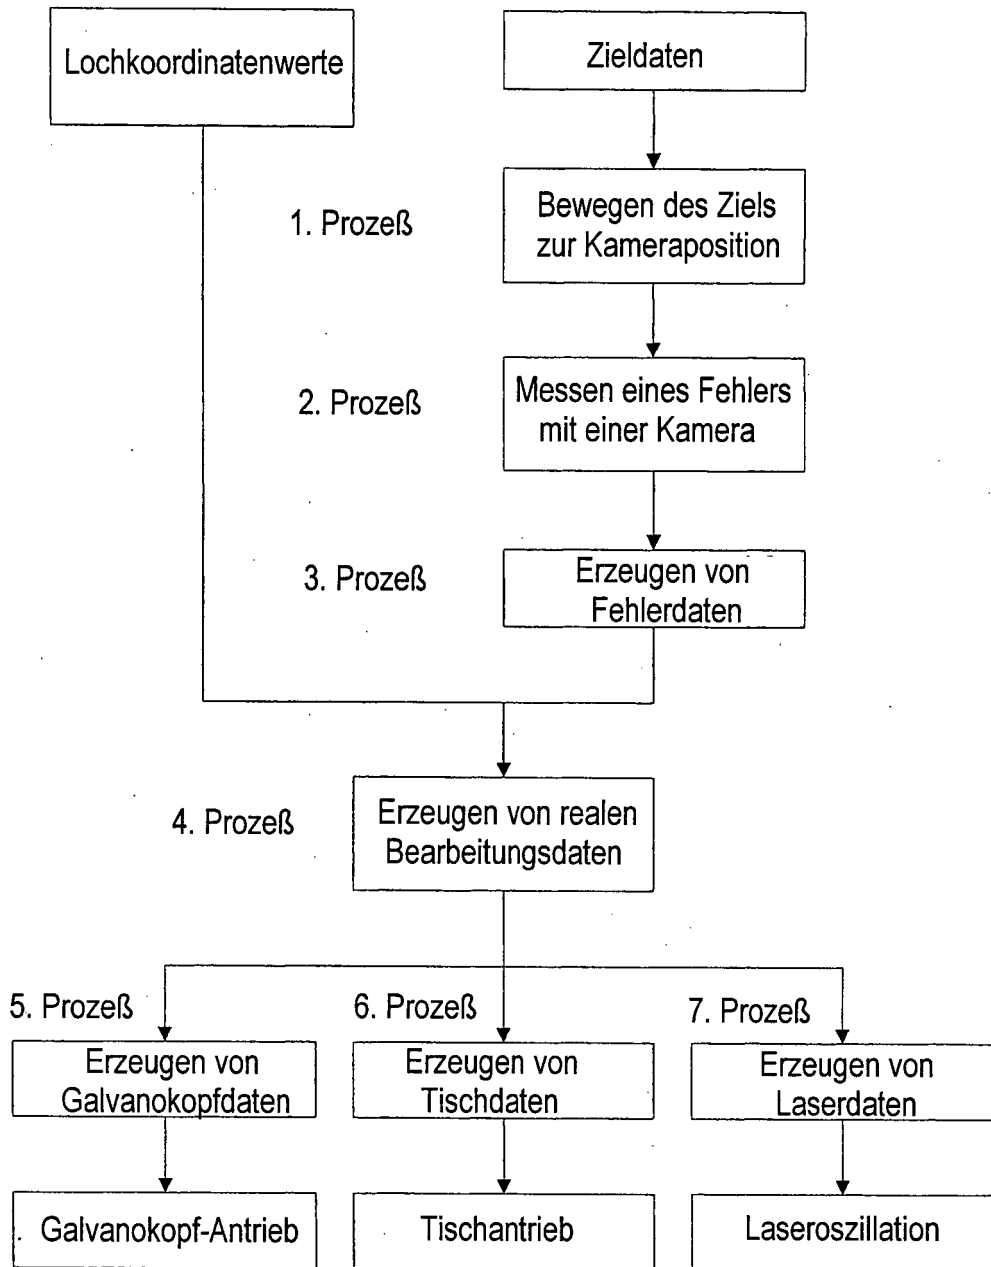 Lochkoordinatenwerte
Zieldaten
1. Prozeß
Bewegen des Ziels
zur Kameraposition
2. Prozeß
Messen eines Fehlers
mit einer Kamera
3. Prozeß
Erzeugen von
Fehlerdaten
4. Prozeß
Erzeugen von realen
Bearbeitungsdaten
5. Prozeß
6. Prozeß
7. Prozeß
Erzeugen von
Galvanokopfdaten
Erzeugen von
Tischdaten
Erzeugen von
Laserdaten
Galvanokopf-Antrieb
Tischantrieb
Laseroszillation